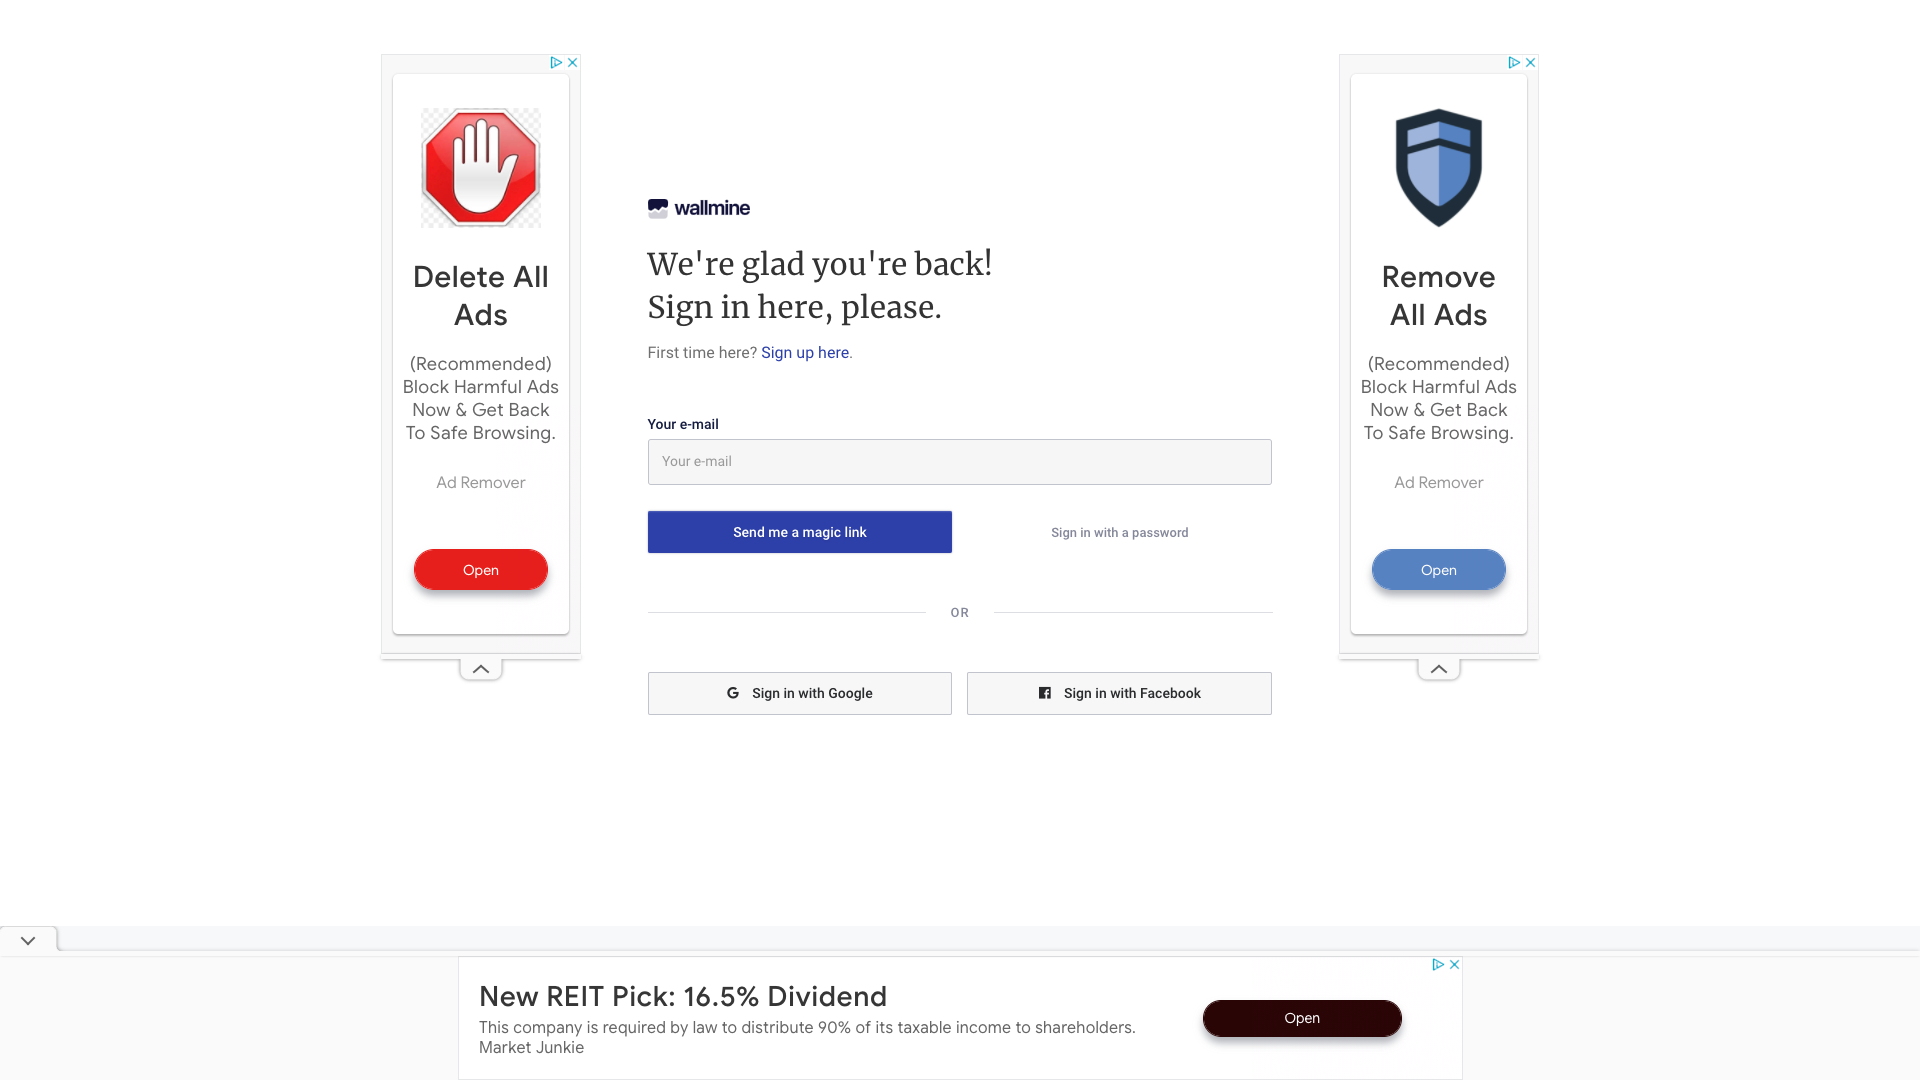 Delete All
Ads
(Recommended)
Block Harmful Ads
Now & Get Back
To Safe Browsing.
Ad Remover
Open
wallmine
We're glad you're back!
Sign in here, please.
First time here? Sign up here.
Your e-mail
Your e-mail
Send me a magic link
Sign in with a password
OR
Sign in with Google
Sign in with Facebook
Remove
All Ads
(Recommended)
Block Harmful Ads
Now & Get Back
To Safe Browsing.
Ad Remover
Open
New REIT Pick: 16.5% Dividend
This company is required by law to distribute 90% of its taxable income to shareholders.
Market Junkie
Open